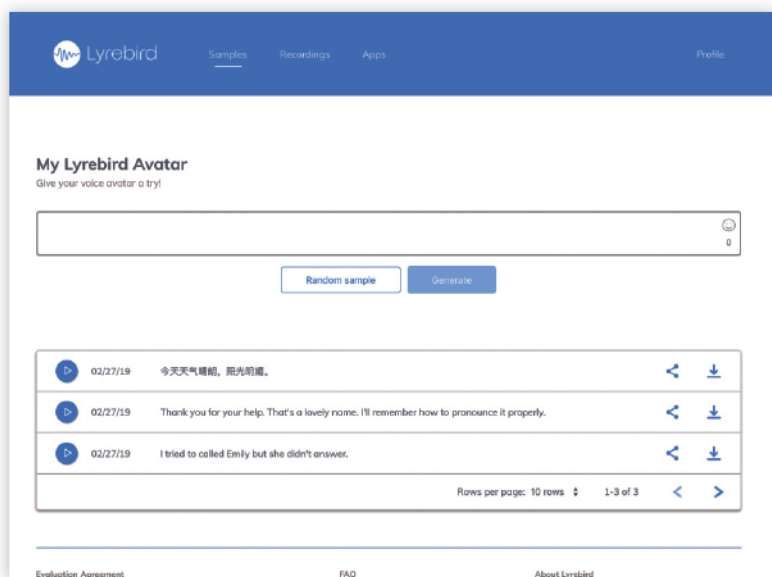 Lyrebird Samples Recordings Apps Profile
My Lyrebird Avatar
Give your voice avatar a try!
0
Random sample Generate
02/27/19 今天天气晴朗，阳光明媚。
02/27/19 Thank you for your help. That's a lovely name. I'll remember how to pronounce it properly.
02/27/19 I tried to called Emily but she didn't answer.
Rows per page: 10 rows 1-3 of 3
Evaluation Agreement FAQ About Lyrebird